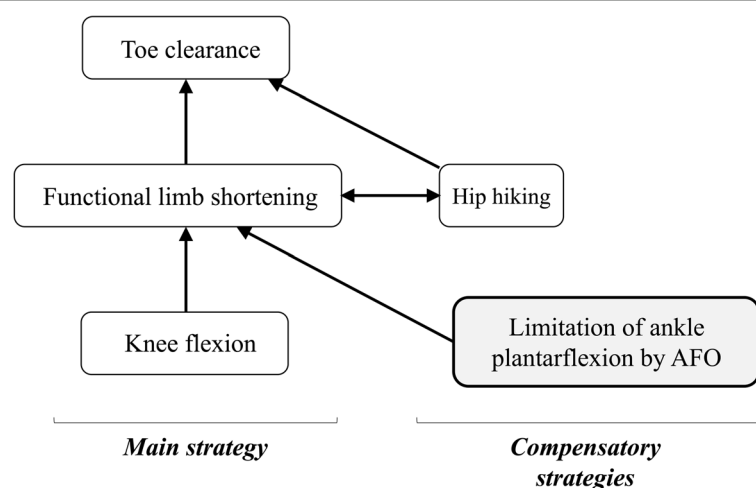 Toe clearance
Functional limb shortening
Hip hiking
Knee flexion
Limitation of ankle
plantarflexion by AFO
Main strategy
Compensatory
strategies